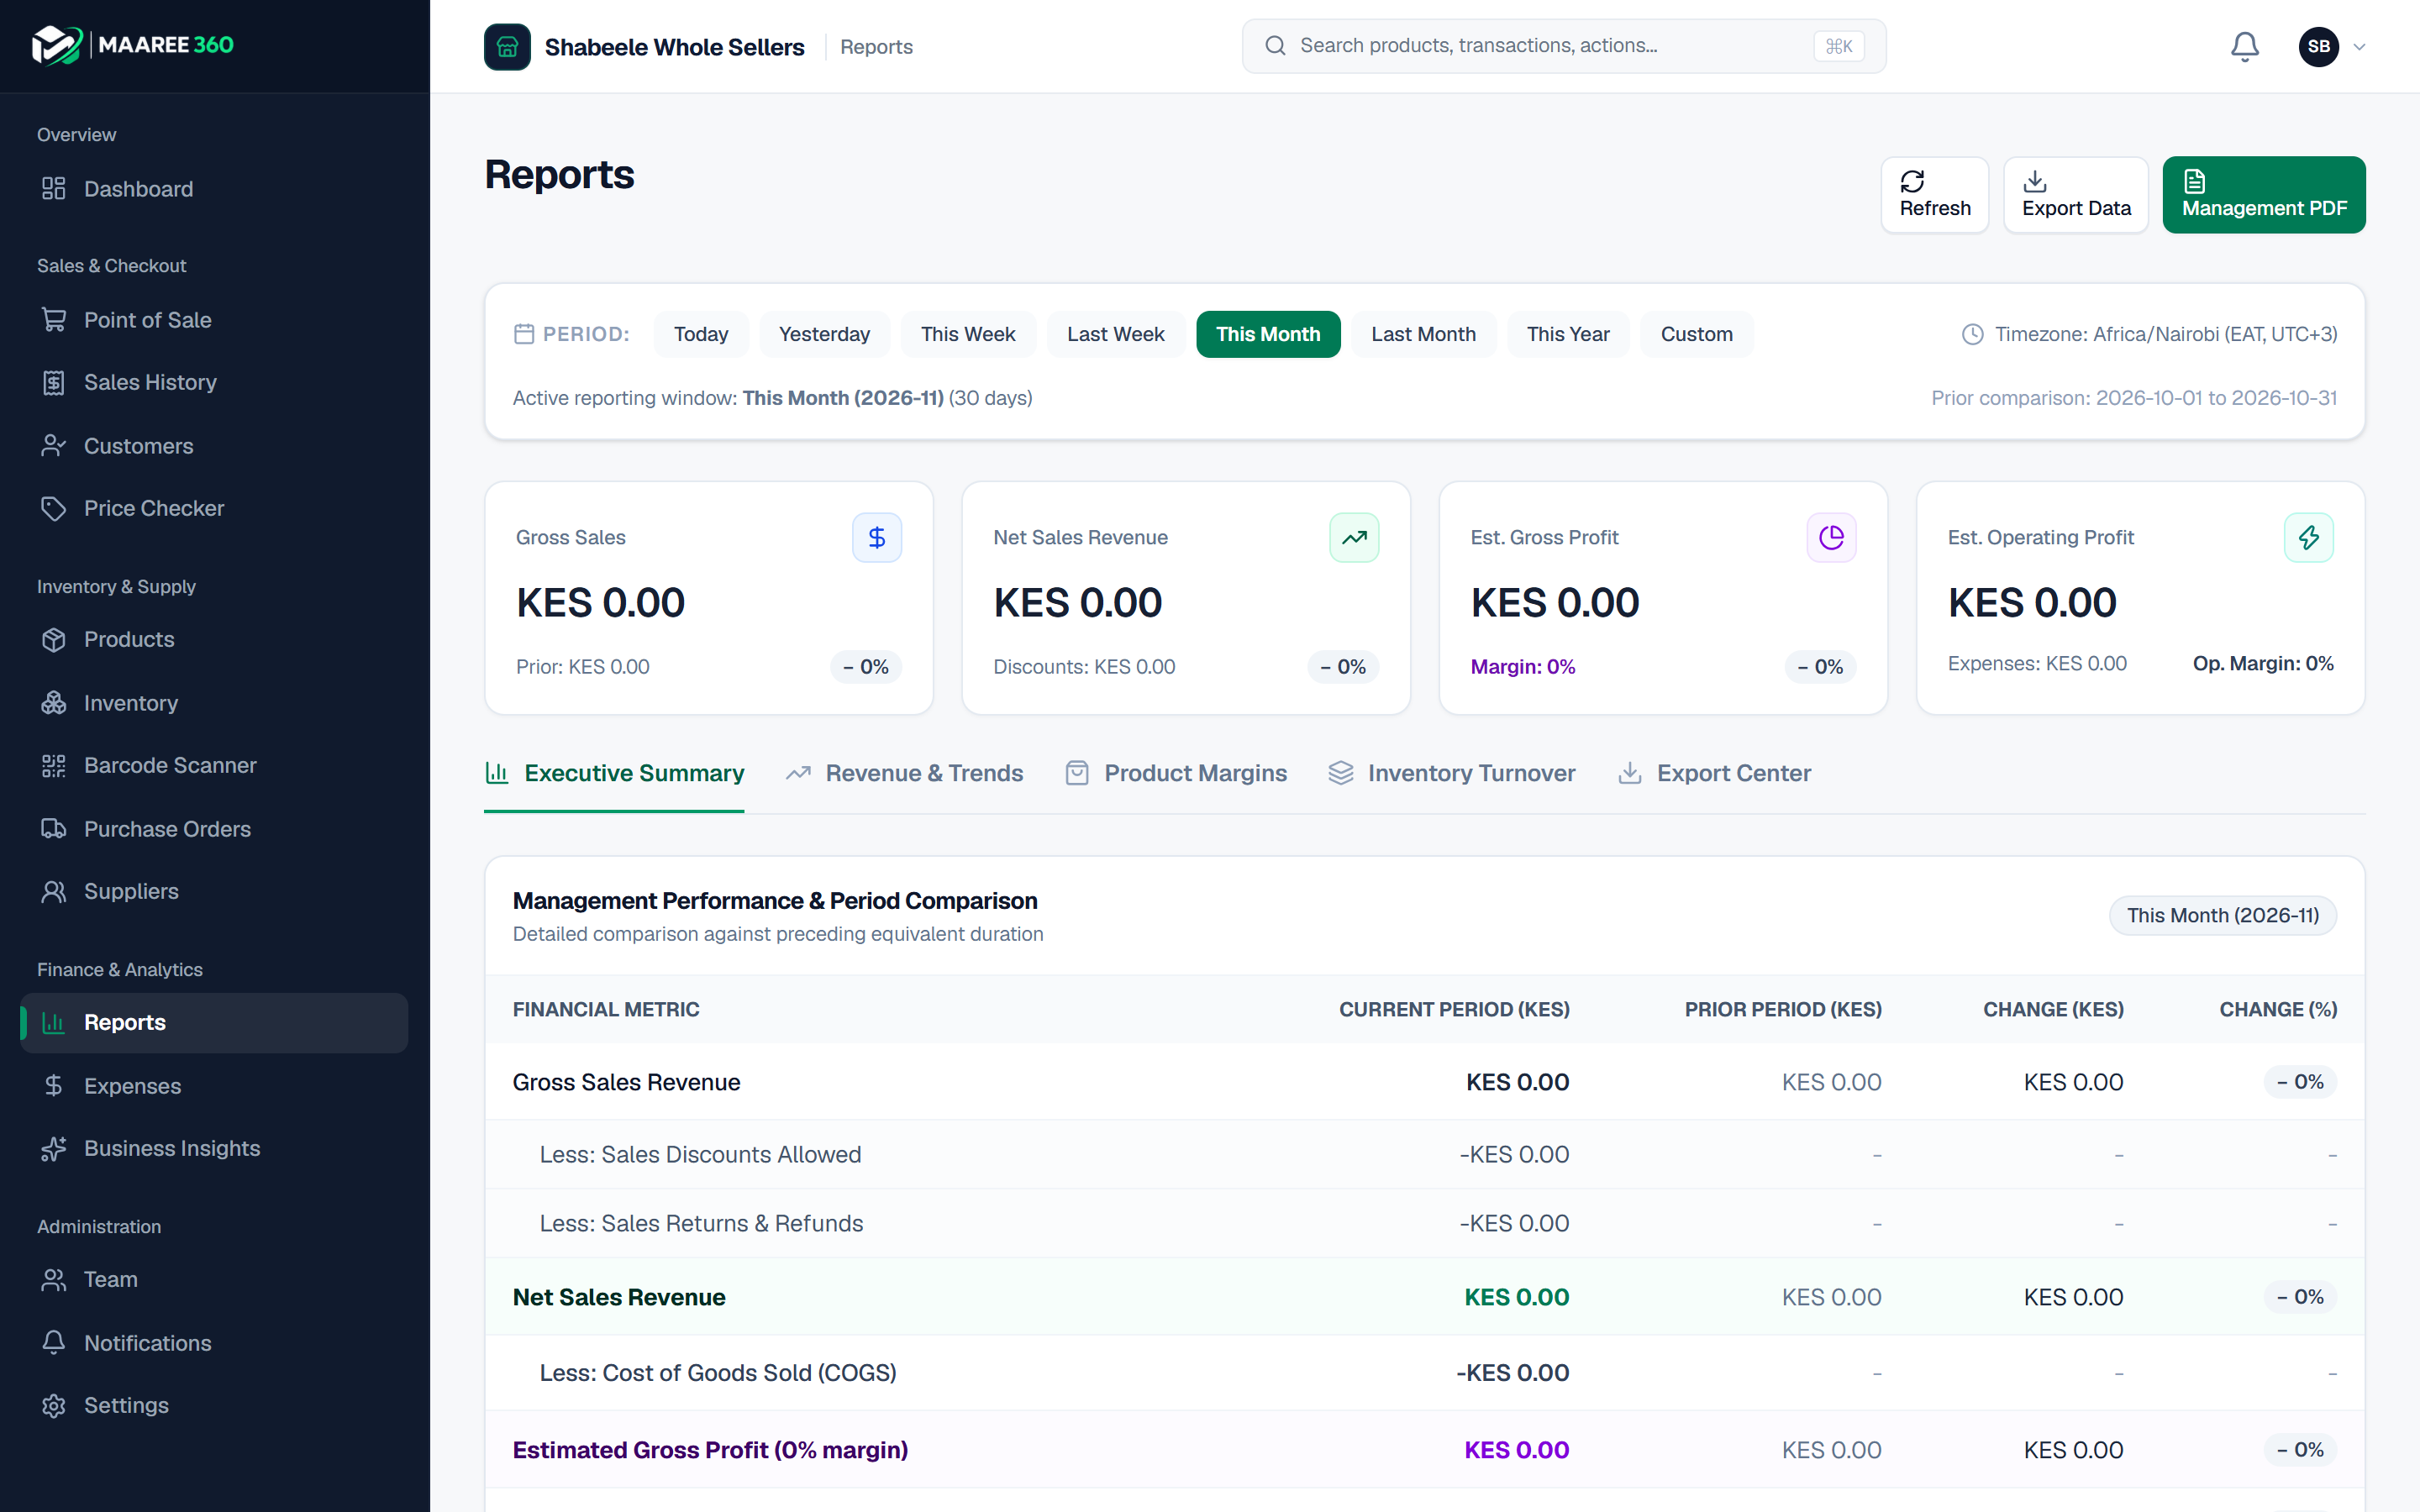 MAAREE 360
Shabeele Whole Sellers
Reports
Search products, transactions, actions...
⌘K
SB
Overview
Dashboard
Sales & Checkout
Point of Sale
Sales History
Customers
Price Checker
Inventory & Supply
Products
Inventory
Barcode Scanner
Purchase Orders
Suppliers
Finance & Analytics
Reports
Expenses
Business Insights
Administration
Team
Notifications
Settings
Reports
Refresh
Export Data
Management PDF
PERIOD:
Today
Yesterday
This Week
Last Week
This Month
Last Month
This Year
Custom
Timezone: Africa/Nairobi (EAT, UTC+3)
Active reporting window: This Month (2026-11) (30 days)
Prior comparison: 2026-10-01 to 2026-10-31
Gross Sales
KES 0.00
Prior: KES 0.00
– 0%
Net Sales Revenue
KES 0.00
Discounts: KES 0.00
– 0%
Est. Gross Profit
KES 0.00
Margin: 0%
– 0%
Est. Operating Profit
KES 0.00
Expenses: KES 0.00
Op. Margin: 0%
Executive Summary
Revenue & Trends
Product Margins
Inventory Turnover
Export Center
Management Performance & Period Comparison
Detailed comparison against preceding equivalent duration
This Month (2026-11)
FINANCIAL METRIC CURRENT PERIOD (KES) PRIOR PERIOD (KES) CHANGE (KES) CHANGE (%)
Gross Sales Revenue KES 0.00 KES 0.00 KES 0.00 – 0%
Less: Sales Discounts Allowed -KES 0.00 - - -
Less: Sales Returns & Refunds -KES 0.00 - - -
Net Sales Revenue KES 0.00 KES 0.00 KES 0.00 – 0%
Less: Cost of Goods Sold (COGS) -KES 0.00 - - -
Estimated Gross Profit (0% margin) KES 0.00 KES 0.00 KES 0.00 – 0%